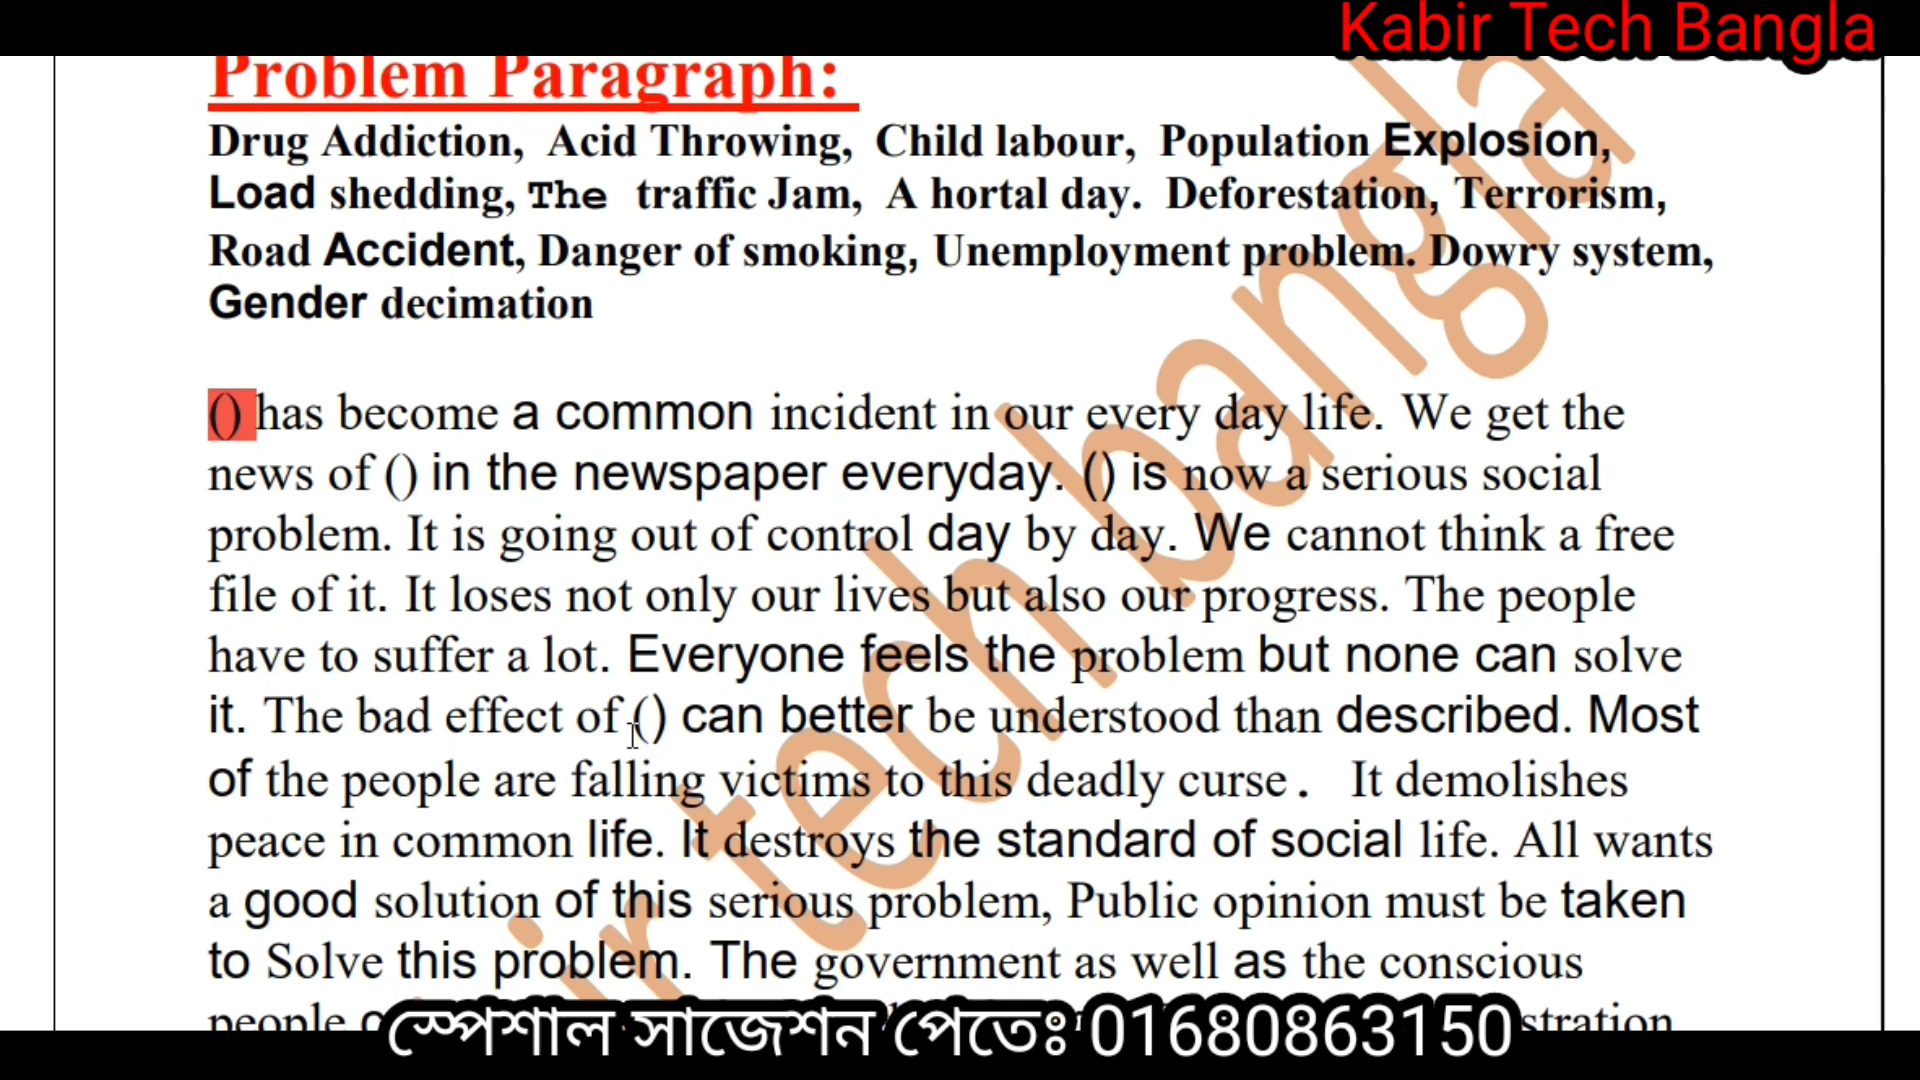 Kabir Tech Bangla
Problem Paragraph:
Drug Addiction, Acid Throwing, Child labour, Population Explosion,
Load shedding, The traffic Jam, A hortal day. Deforestation, Terrorism,
Road Accident, Danger of smoking, Unemployment problem. Dowry system,
Gender decimation
() has become a common incident in our every day life. We get the
news of () in the newspaper everyday. () is now a serious social
problem. It is going out of control day by day. We cannot think a free
file of it. It loses not only our lives but also our progress. The people
have to suffer a lot. Everyone feels the problem but none can solve
it. The bad effect of () can better be understood than described. Most
of the people are falling victims to this deadly curse. It demolishes
peace in common life. It destroys the standard of social life. All wants
a good solution of this serious problem, Public opinion must be taken
to Solve this problem. The government as well as the conscious
people
স্পেশাল সাজেশন পেতেঃ 01680863150
kabir tech bangla